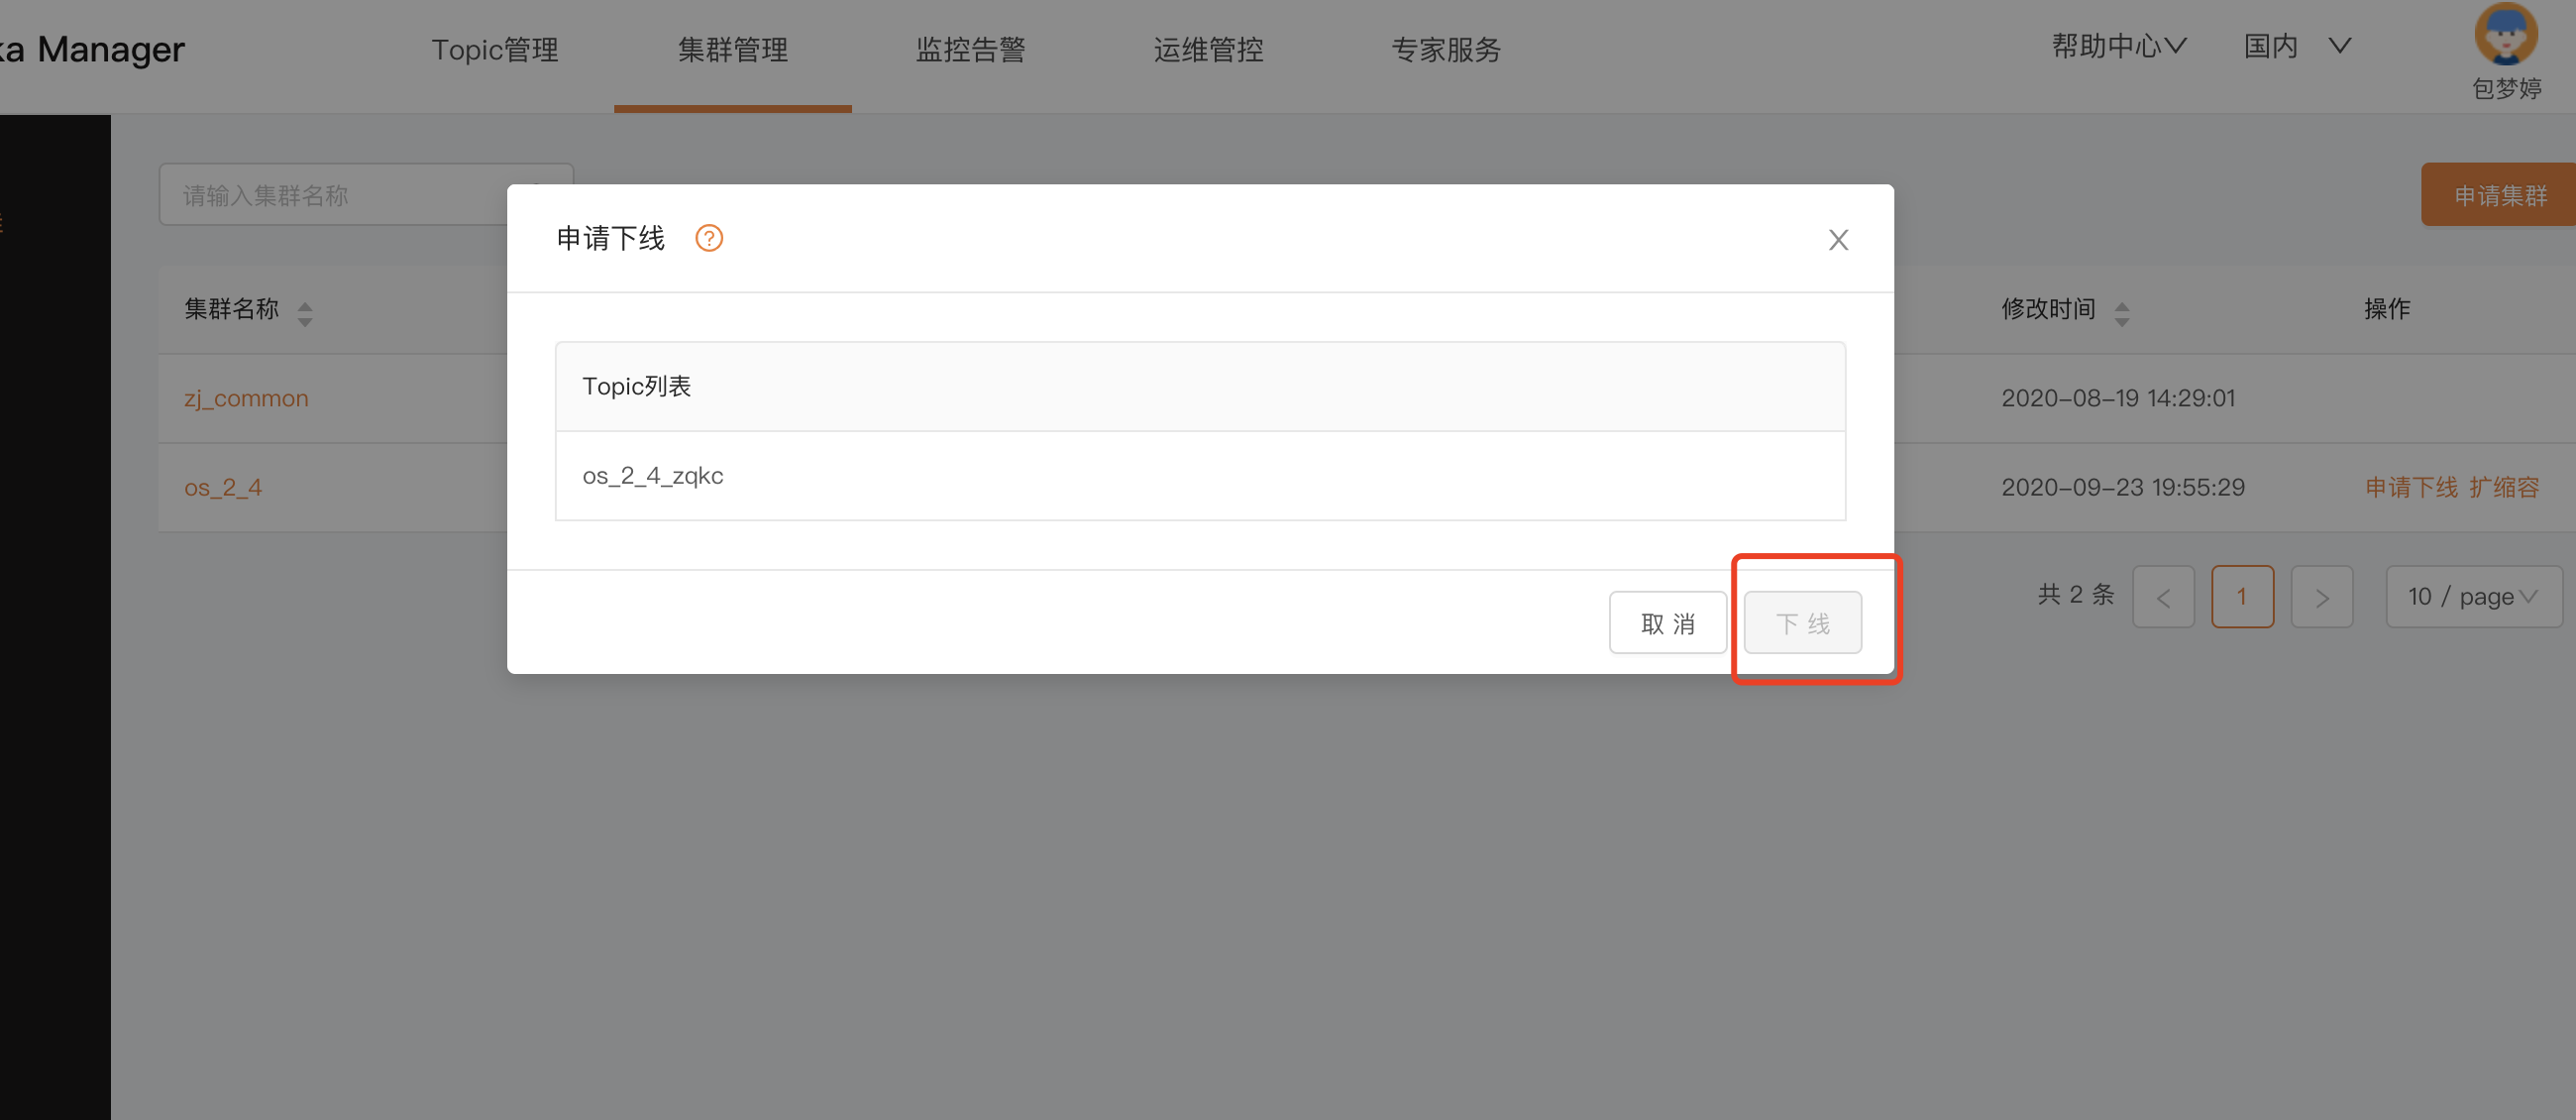 ka Manager
Topic管理
集群管理
监控告警
运维管控
专家服务
帮助中心
国内
包梦婷
请输入集群名称
申请集群
申请下线 ?
集群名称
修改时间
操作
Topic列表
zj_common
2020-08-19 14:29:01
os_2_4_zqkc
os_2_4
2020-09-23 19:55:29
申请下线 扩缩容
共 2 条
< 1 >
10 / page
取 消
下 线